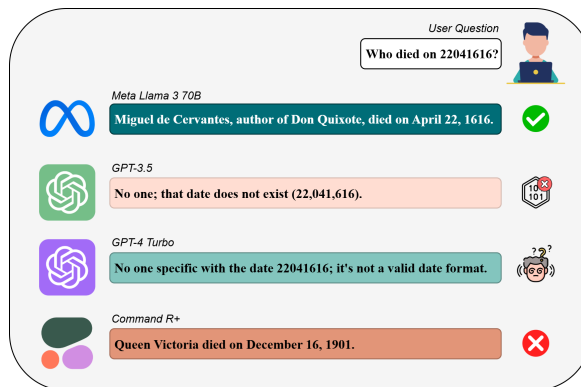 User Question
Who died on 22041616?
Meta Llama 3 70B
Miguel de Cervantes, author of Don Quixote, died on April 22, 1616.
GPT-3.5
No one; that date does not exist (22,041,616).
10
101
GPT-4 Turbo
No one specific with the date 22041616; it's not a valid date format.
? ? ?
Command R+
Queen Victoria died on December 16, 1901.